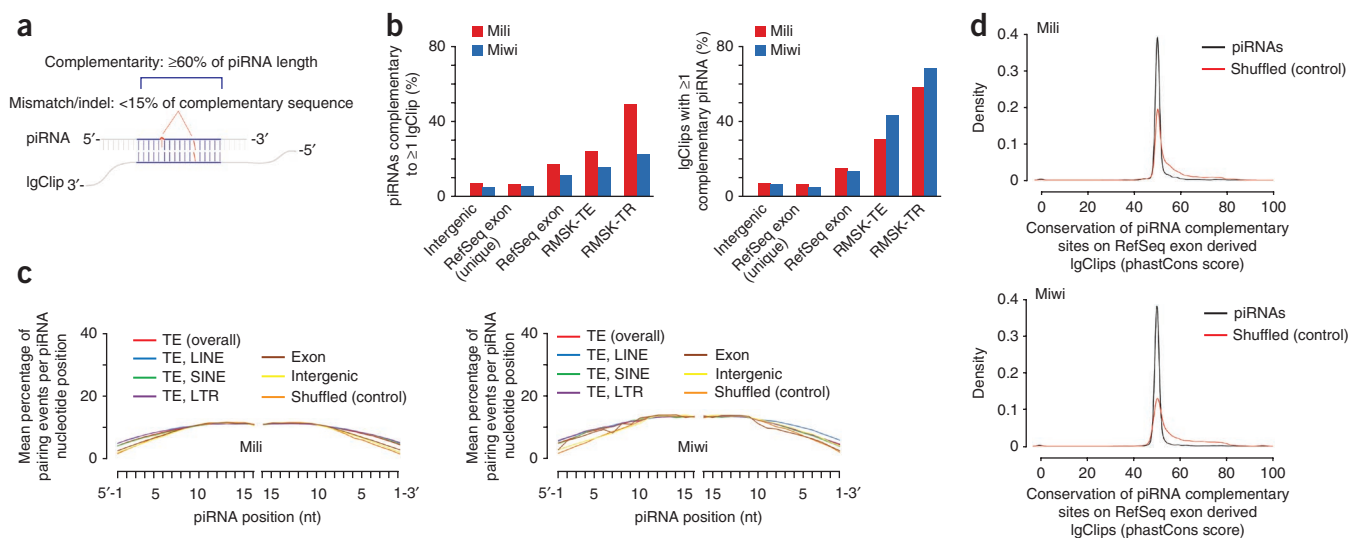 a
Complementarity: ≥60% of piRNA length
Mismatch/indel: <15% of complementary sequence
piRNA 5′- -3′
-5′
lgClip 3′-
b
Mili
Miwi
piRNAs complementary
to ≥1 lgClip (%)
80
40
0
Intergenic
RefSeq exon
(unique)
RefSeq exon
RMSK-TE
RMSK-TR
Mili
Miwi
lgClips with ≥1
complementary piRNA (%)
80
40
0
Intergenic
RefSeq exon
(unique)
RefSeq exon
RMSK-TE
RMSK-TR
c
Mean percentage of
pairing events per piRNA
nucleotide position
40
20
0
TE (overall)
TE, LINE
TE, SINE
TE, LTR
Exon
Intergenic
Shuffled (control)
Mili
5′-1 5 10 15 15 10 5 1-3′
piRNA position (nt)
Mean percentage of
pairing events per piRNA
nucleotide position
40
20
0
TE (overall)
TE, LINE
TE, SINE
TE, LTR
Exon
Intergenic
Shuffled (control)
Miwi
5′-1 5 10 15 15 10 5 1-3′
piRNA position (nt)
d
Mili
piRNAs
Shuffled (control)
Density
0.4
0.3
0.2
0.1
0
0 20 40 60 80 100
Conservation of piRNA complementary
sites on RefSeq exon derived
lgClips (phastCons score)
Miwi
piRNAs
Shuffled (control)
Density
0.4
0.3
0.2
0.1
0
0 20 40 60 80 100
Conservation of piRNA complementary
sites on RefSeq exon derived
lgClips (phastCons score)